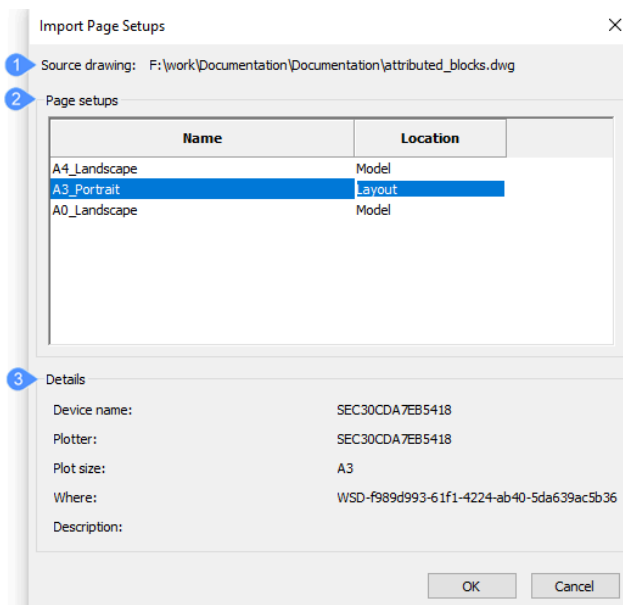 Import Page Setups
1 Source drawing: F:\work\Documentation\Documentation\attributed_blocks.dwg
2 Page setups
Name Location
A4_Landscape Model
A3_Portrait Layout
A0_Landscape Model
3 Details
Device name: SEC30CDA7EB5418
Plotter: SEC30CDA7EB5418
Plot size: A3
Where: WSD-f989d993-61f1-4224-ab40-5da639ac5b36
Description:
OK Cancel